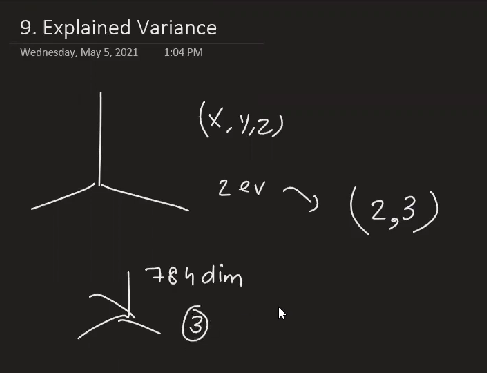 9. Explained Variance
Wednesday, May 5, 2021 1:04 PM
(X, Y, Z)
2 ev (2,3)
784 dim
3